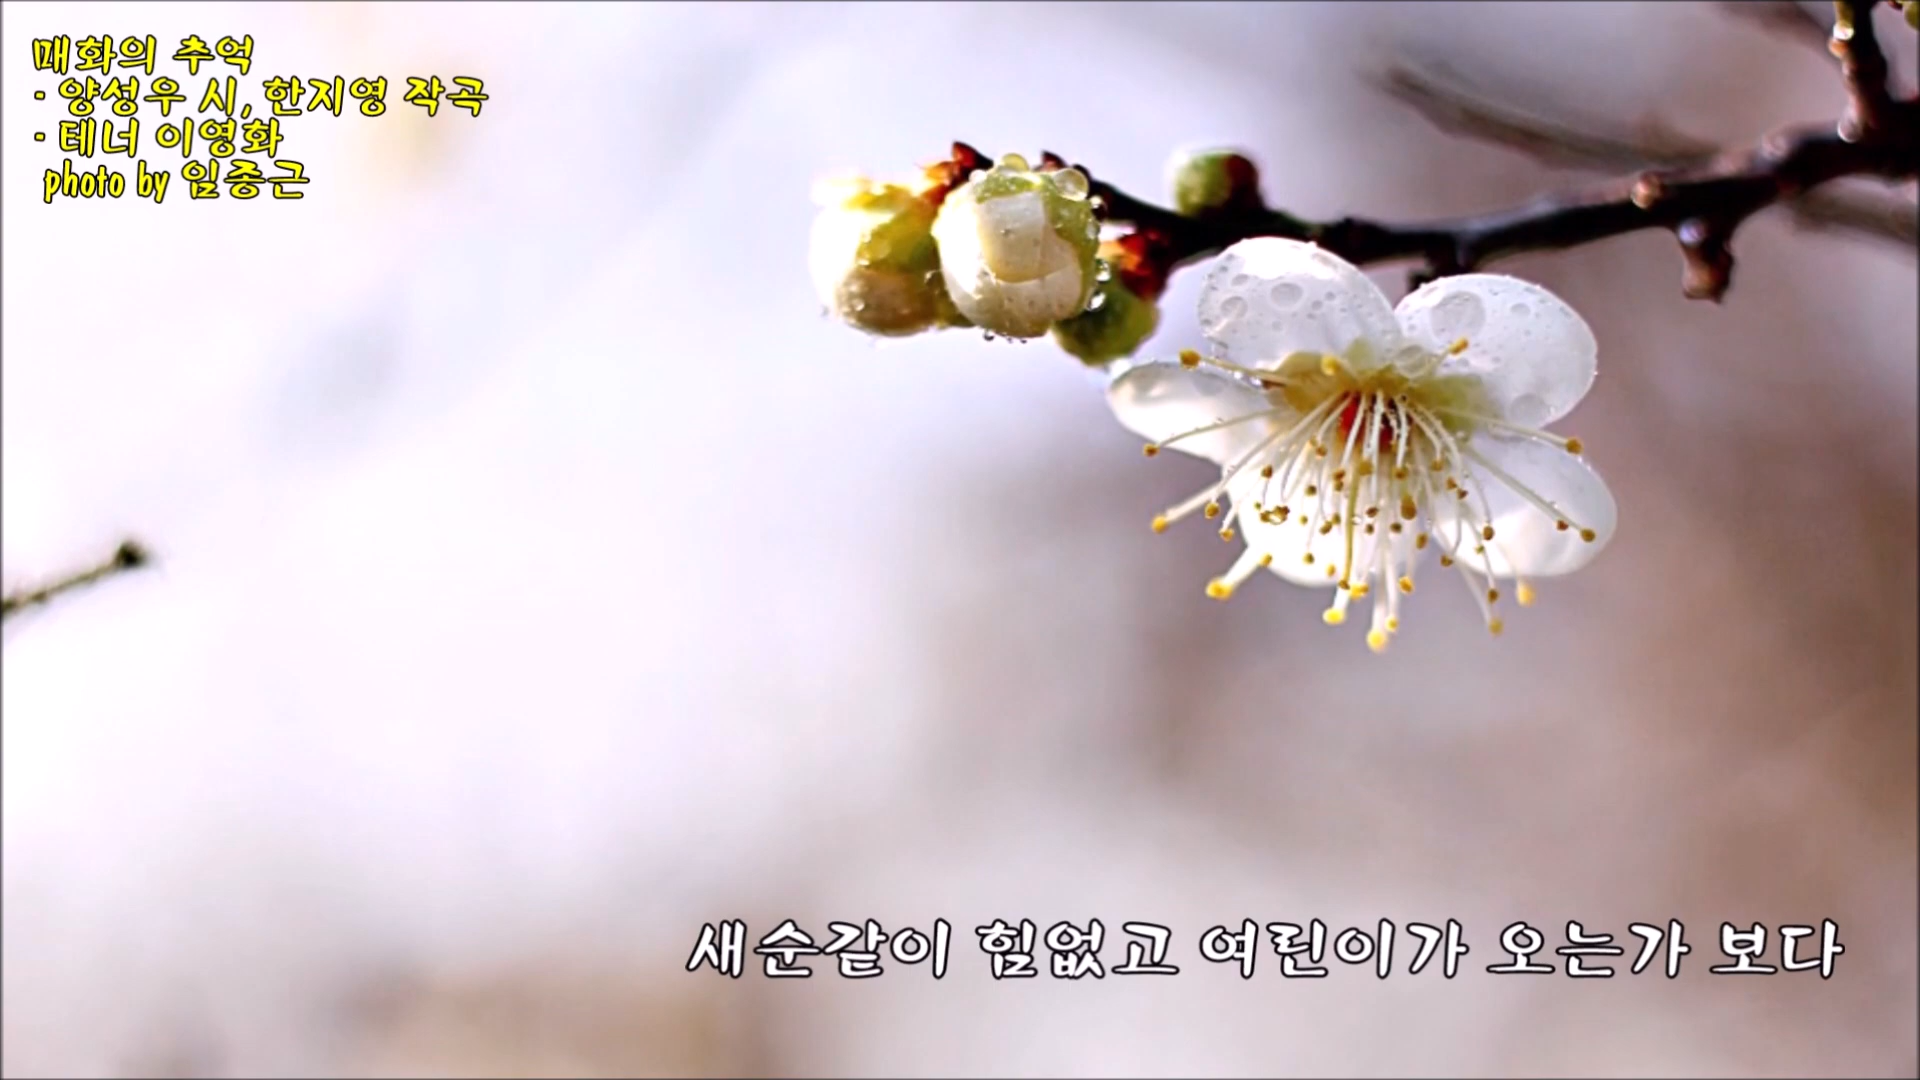 매화의 추억
- 양성우 시, 한지영 작곡
- 테너 이영화
photo by 임종근
새순같이 힘없고 여린이가 오는가 보다